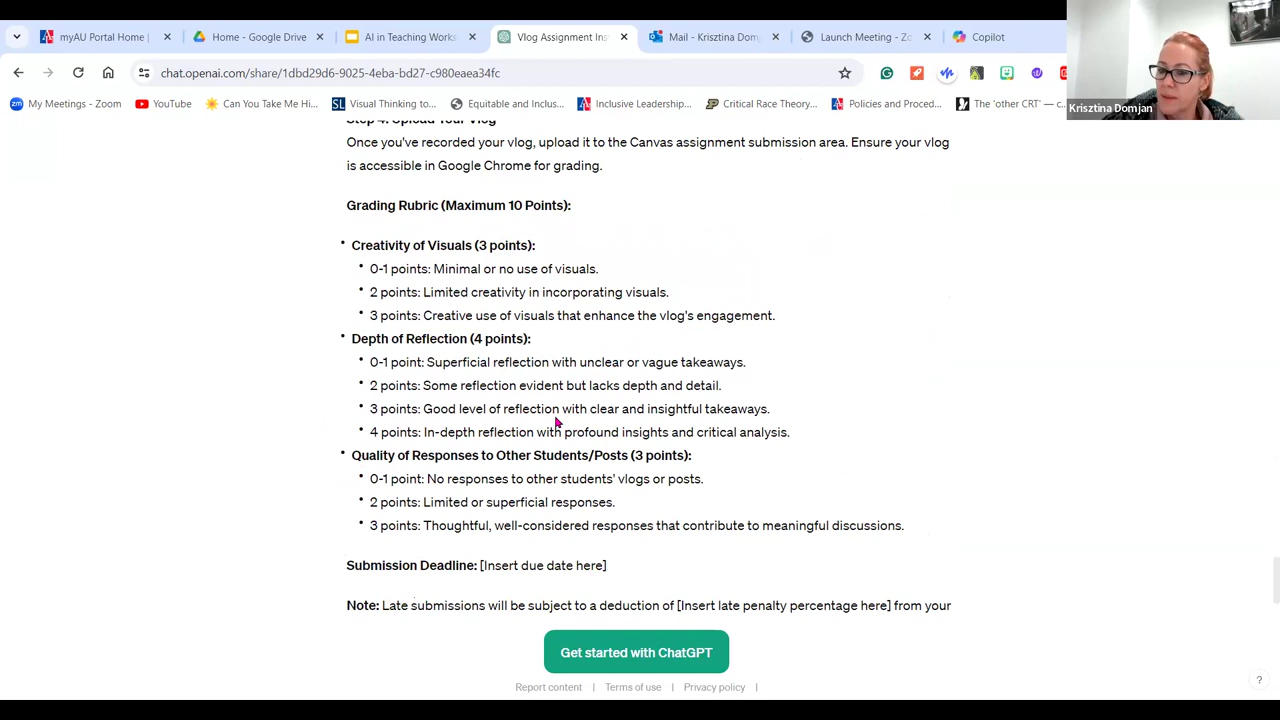 myAU Portal Home |
Home - Google Drive
AI in Teaching Works
Vlog Assignment Ins
Mail - Krisztina Domj
Launch Meeting - Zo
Copilot
chat.openai.com/share/1dbd29d6-9025-4eba-bd27-c980eaea34fc
My Meetings - Zoom
YouTube
Can You Take Me Hi...
Visual Thinking to...
Equitable and Inclus...
Inclusive Leadership...
Critical Race Theory...
Policies and Proced...
The 'other CRT' — c...
Krisztina Domjan
Step 4: Upload Your Vlog
Once you've recorded your vlog, upload it to the Canvas assignment submission area. Ensure your vlog
is accessible in Google Chrome for grading.
Grading Rubric (Maximum 10 Points):
• Creativity of Visuals (3 points):
• 0-1 points: Minimal or no use of visuals.
• 2 points: Limited creativity in incorporating visuals.
• 3 points: Creative use of visuals that enhance the vlog's engagement.
• Depth of Reflection (4 points):
• 0-1 point: Superficial reflection with unclear or vague takeaways.
• 2 points: Some reflection evident but lacks depth and detail.
• 3 points: Good level of reflection with clear and insightful takeaways.
• 4 points: In-depth reflection with profound insights and critical analysis.
• Quality of Responses to Other Students/Posts (3 points):
• 0-1 point: No responses to other students' vlogs or posts.
• 2 points: Limited or superficial responses.
• 3 points: Thoughtful, well-considered responses that contribute to meaningful discussions.
Submission Deadline: [Insert due date here]
Note: Late submissions will be subject to a deduction of [Insert late penalty percentage here] from your
Get started with ChatGPT
Report content | Terms of use | Privacy policy |
?